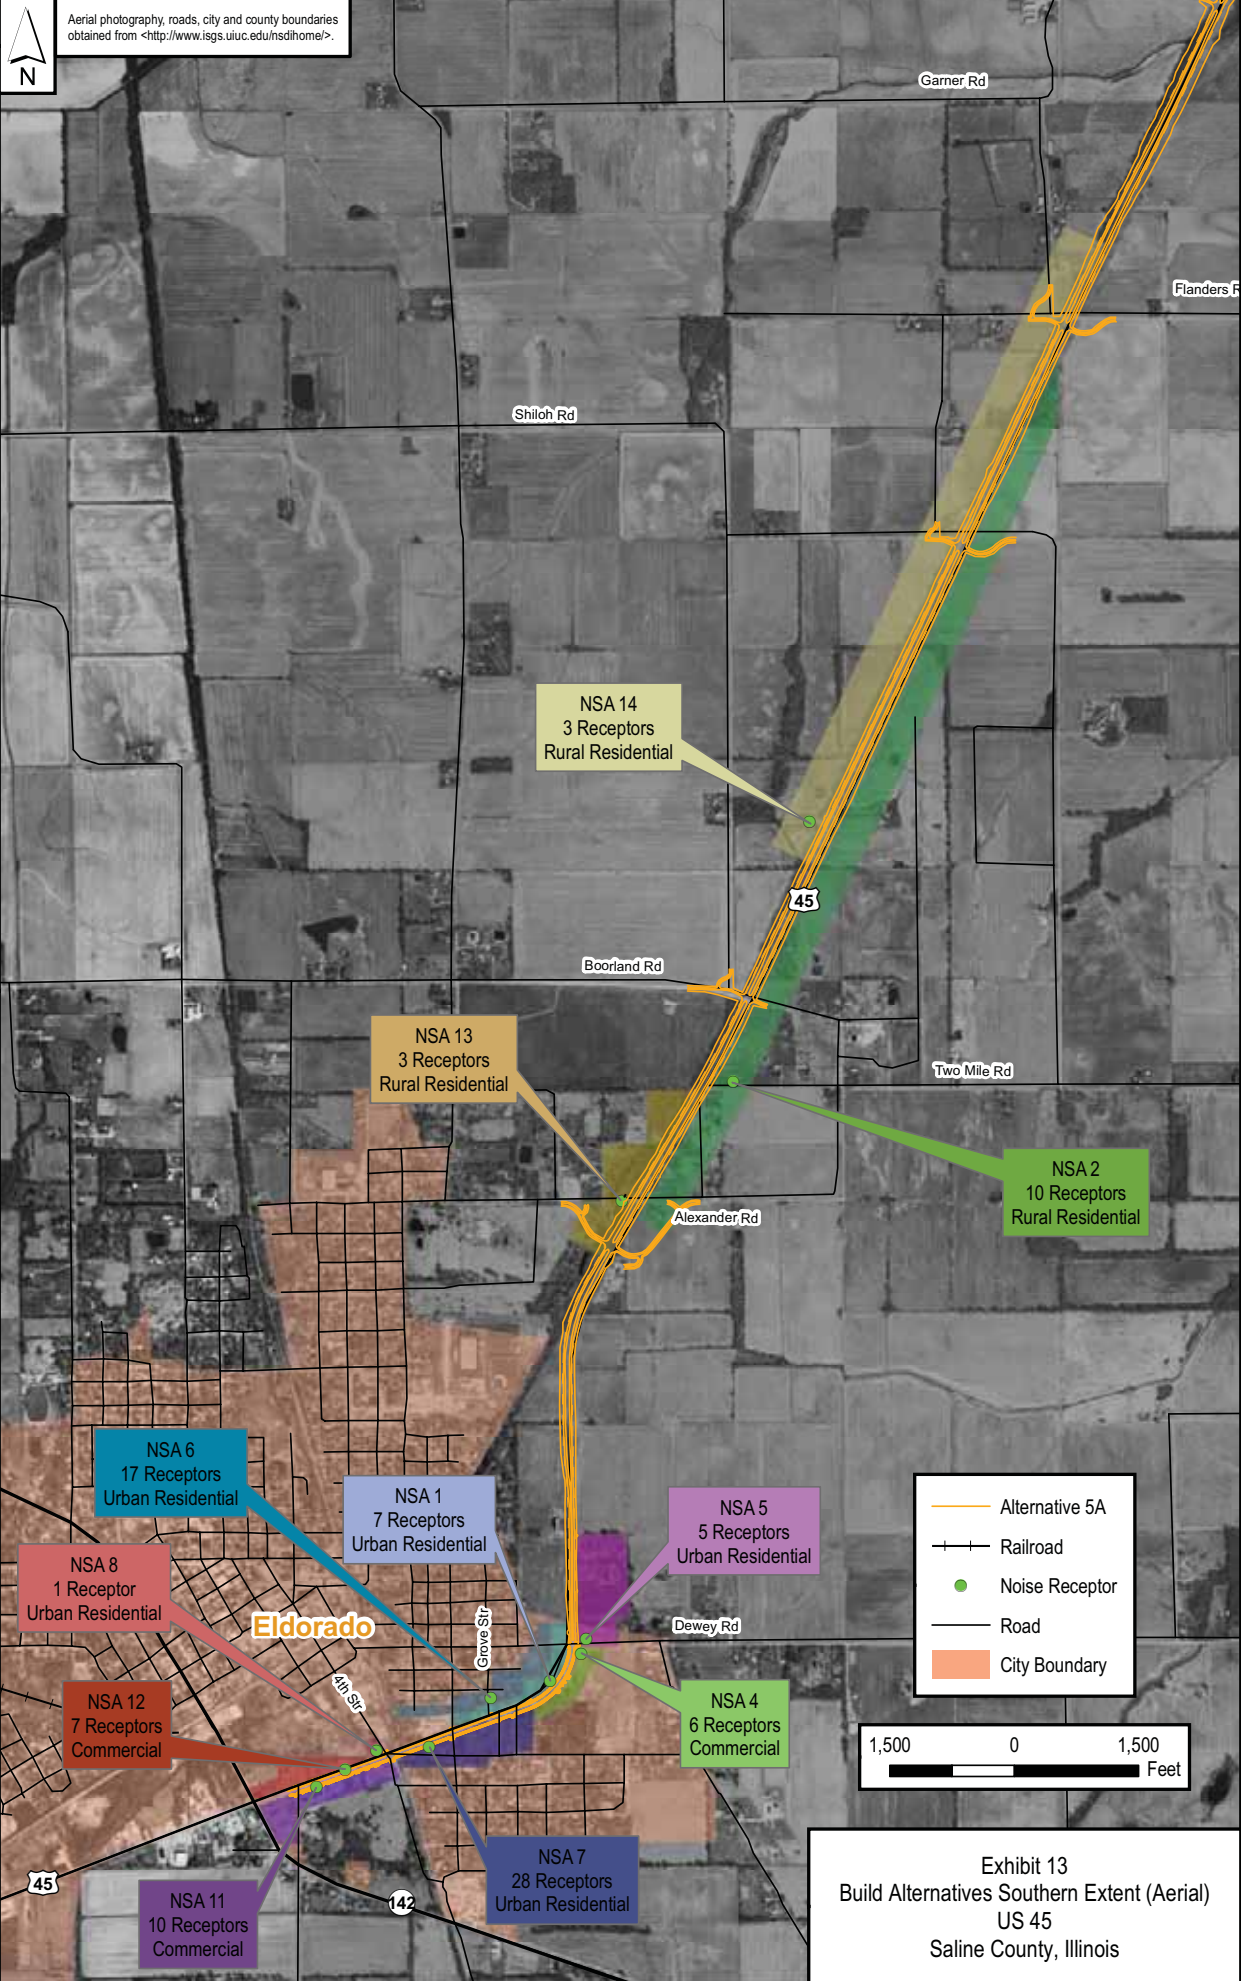 Aerial photography, roads, city and county boundaries
obtained from <http://www.isgs.uiuc.edu/nsdihome/>.
N
Garner Rd
Flanders R
Shiloh Rd
NSA 14
3 Receptors
Rural Residential
45
Boorland Rd
NSA 13
3 Receptors
Rural Residential
Two Mile Rd
NSA 2
10 Receptors
Rural Residential
Alexander Rd
NSA 6
17 Receptors
Urban Residential
NSA 1
7 Receptors
Urban Residential
NSA 5
5 Receptors
Urban Residential
NSA 8
1 Receptor
Urban Residential
Eldorado
Grove Str
Dewey Rd
4th Str
NSA 12
7 Receptors
Commercial
NSA 4
6 Receptors
Commercial
Alternative 5A
Railroad
Noise Receptor
Road
City Boundary
1,500
0
1,500
Feet
45
NSA 11
10 Receptors
Commercial
142
NSA 7
28 Receptors
Urban Residential
Exhibit 13
Build Alternatives Southern Extent (Aerial)
US 45
Saline County, Illinois